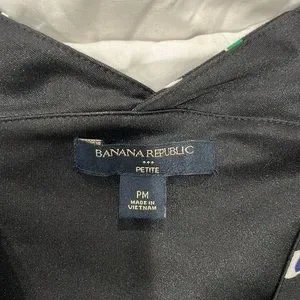 BANANA REPUBLIC
PETITE
PM
MADE IN
VIETNAM